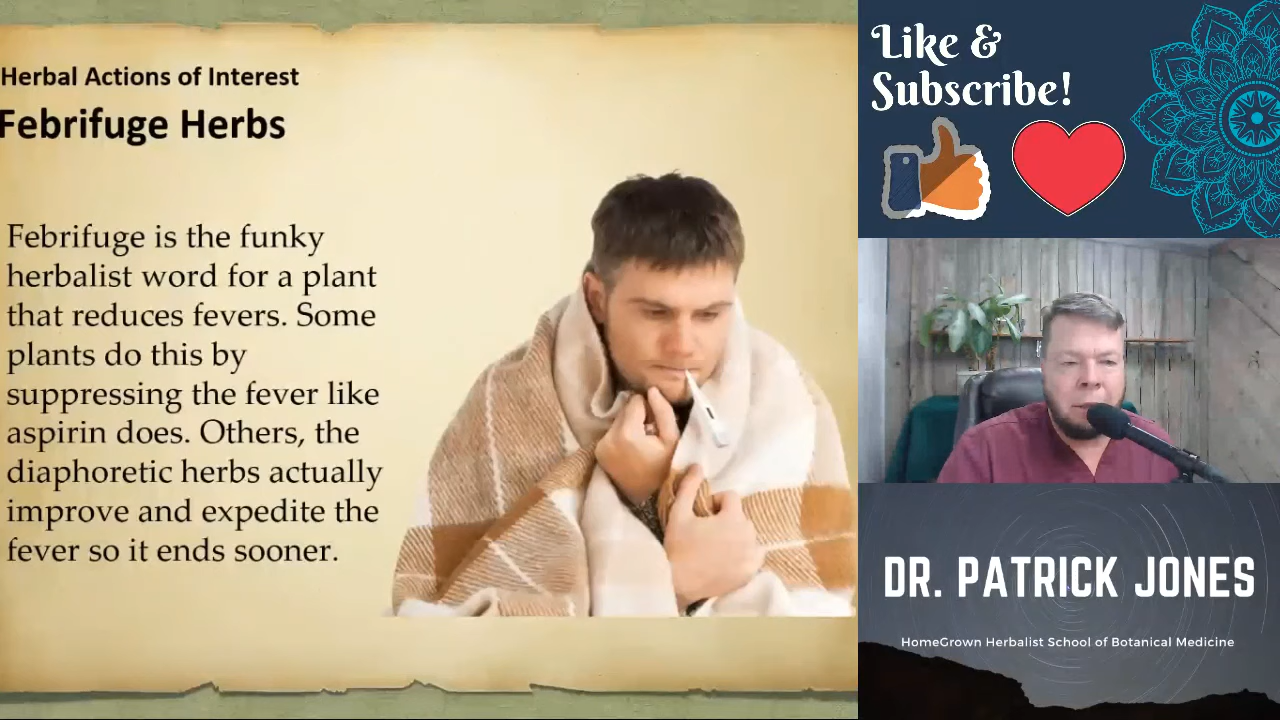 Herbal Actions of Interest
Febrifuge Herbs
Febrifuge is the funky
herbalist word for a plant
that reduces fevers. Some
plants do this by
suppressing the fever like
aspirin does. Others, the
diaphoretic herbs actually
improve and expedite the
fever so it ends sooner.
Like &
Subscribe!
DR. PATRICK JONES
HomeGrown Herbalist School of Botanical Medicine